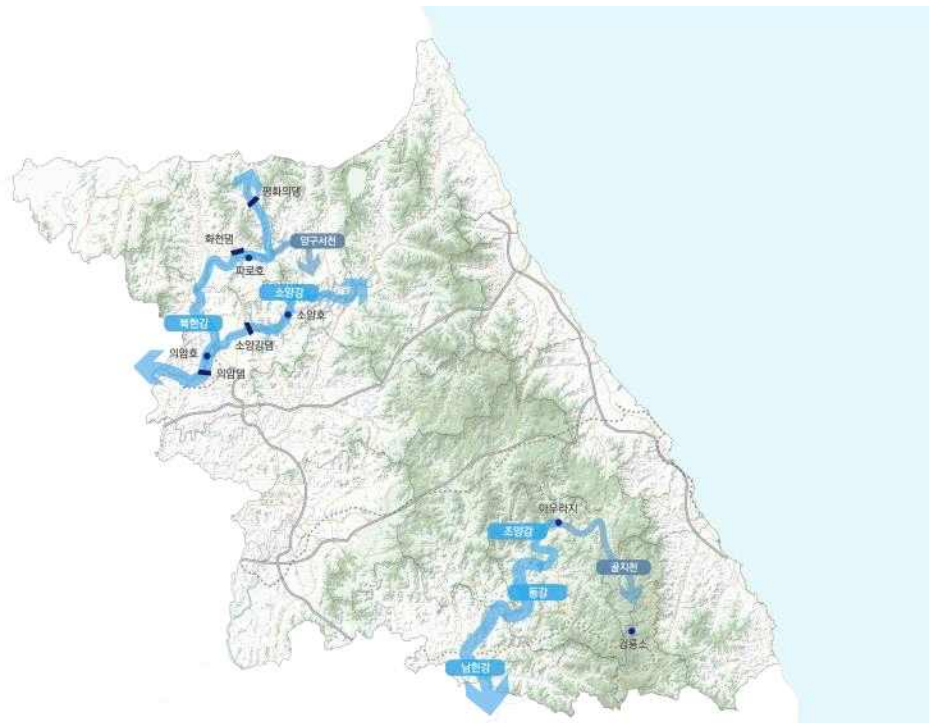 평화의댐
화천댐
양구서천
파로호
소양강
소양호
북한강
소양강댐
의암호
의암댐
아우라지
조양강
골지천
동강
검룡소
남한강